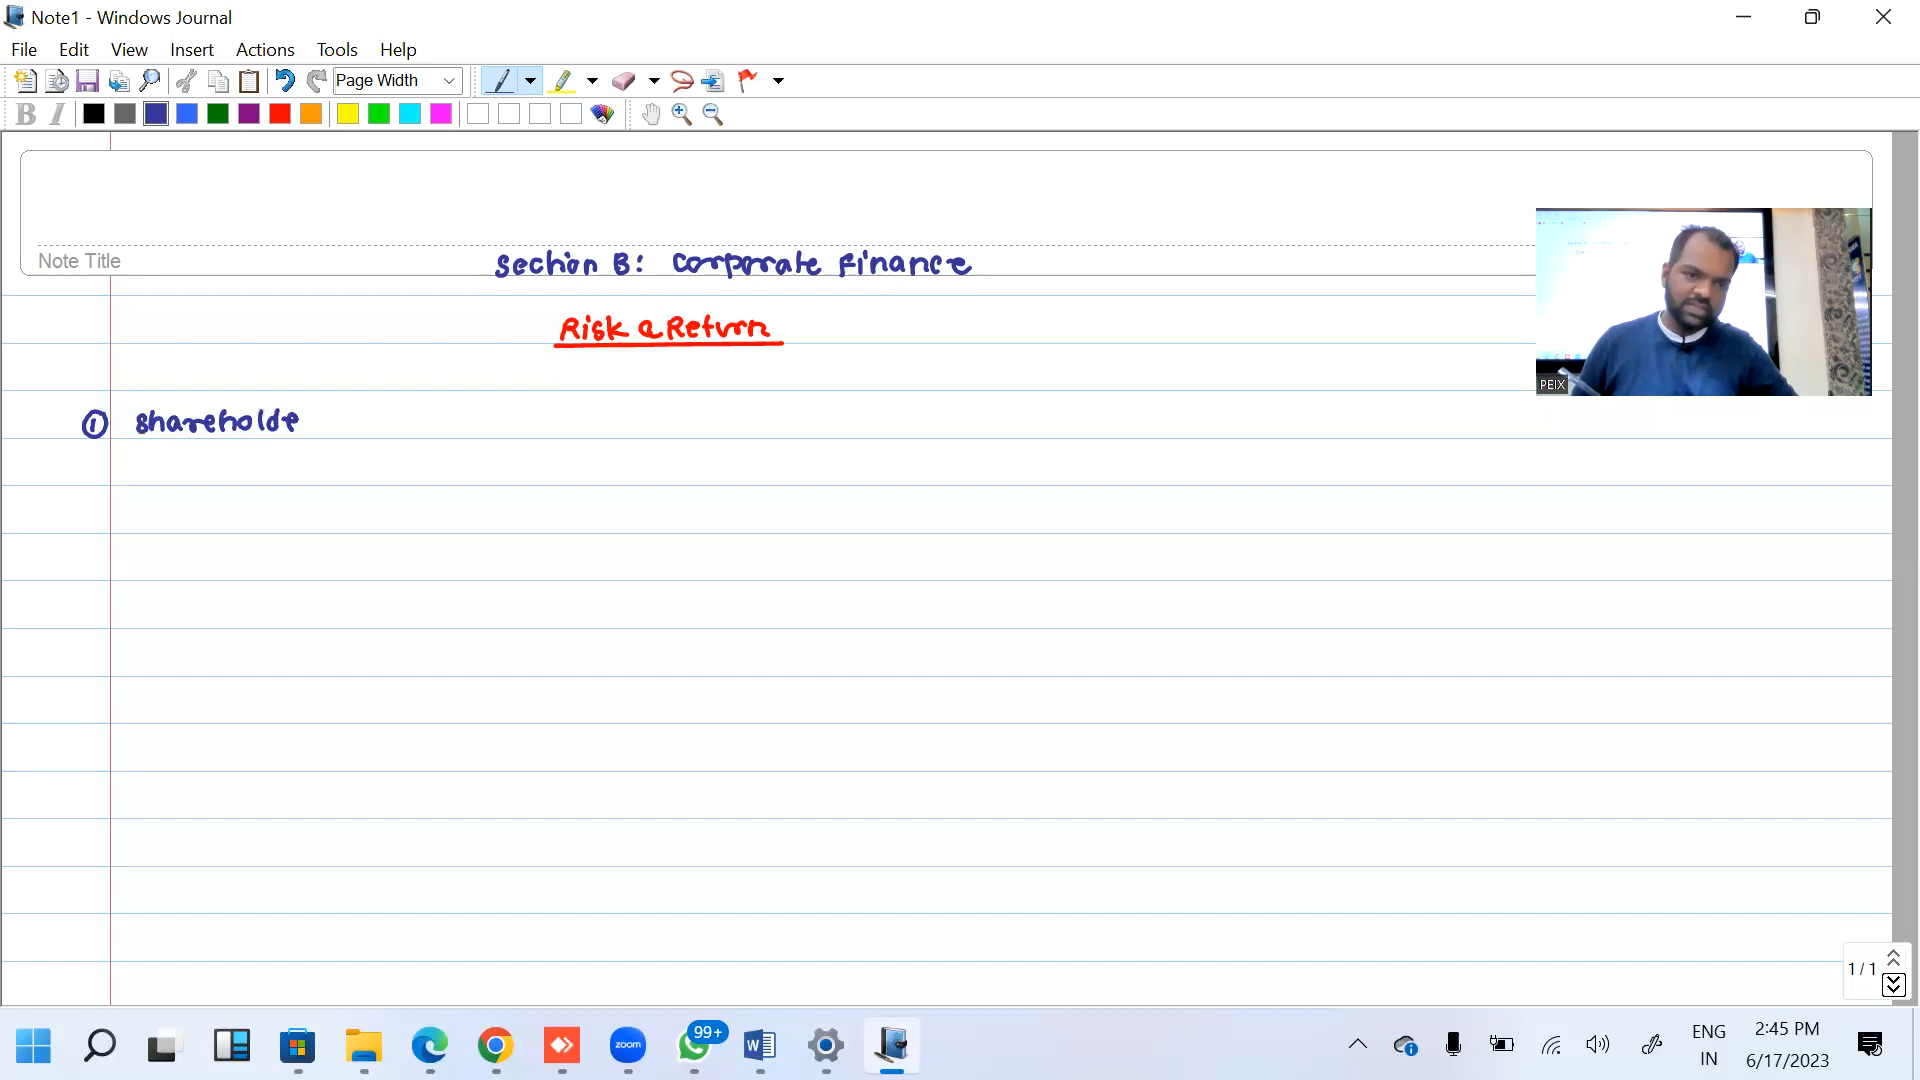 Note1 - Windows Journal
File Edit View Insert Actions Tools Help
Page Width
B I
Note Title
Section B: Corporate Finance
Risk & Return
① Shareholde
PEIX
1 / 1
zoom
99+
ENG
IN
2:45 PM
6/17/2023